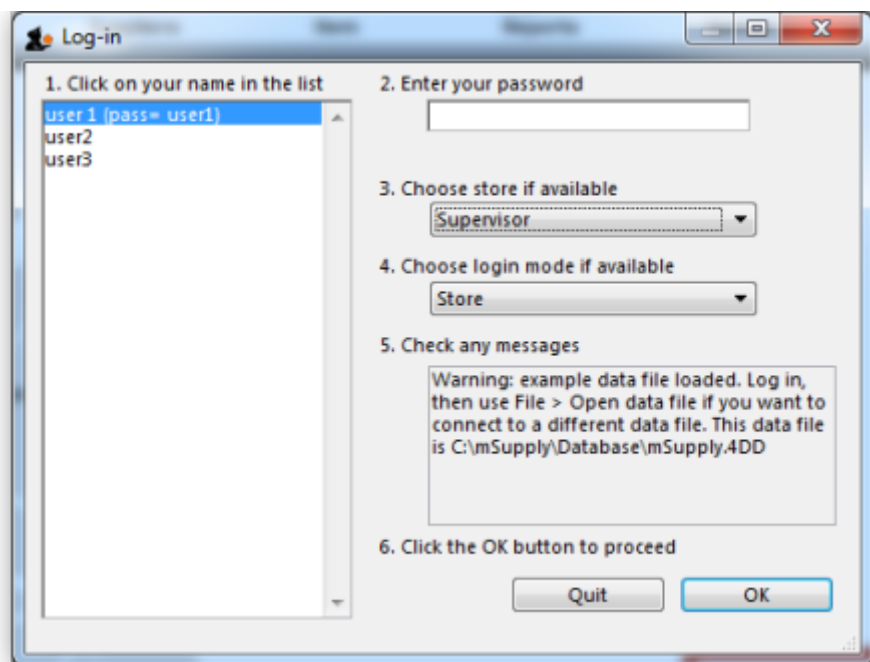 Log-in
1. Click on your name in the list
user 1 (pass= user1)
user2
user3
2. Enter your password
3. Choose store if available
Supervisor
4. Choose login mode if available
Store
5. Check any messages
Warning: example data file loaded. Log in,
then use File > Open data file if you want to
connect to a different data file. This data file
is C:\mSupply\Database\mSupply.4DD
6. Click the OK button to proceed
Quit
OK